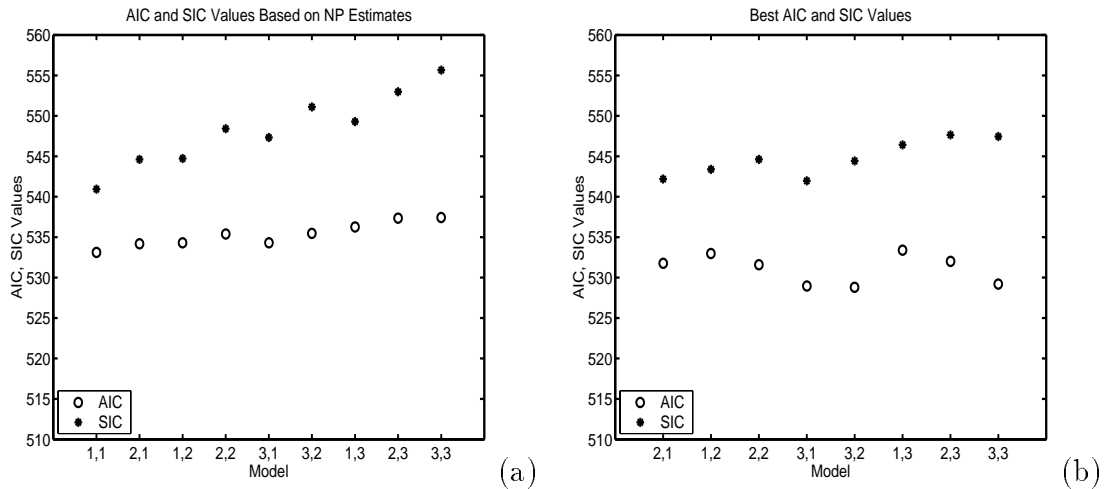 AIC and SIC Values Based on NP Estimates
560
555
550
545
540
535
530
525
520
515
510
AIC, SIC Values
AIC
SIC
1,1 2,1 1,2 2,2 3,1 3,2 1,3 2,3 3,3
Model
(a)
Best AIC and SIC Values
560
555
550
545
540
535
530
525
520
515
510
AIC, SIC Values
AIC
SIC
2,1 1,2 2,2 3,1 3,2 1,3 2,3 3,3
Model
(b)